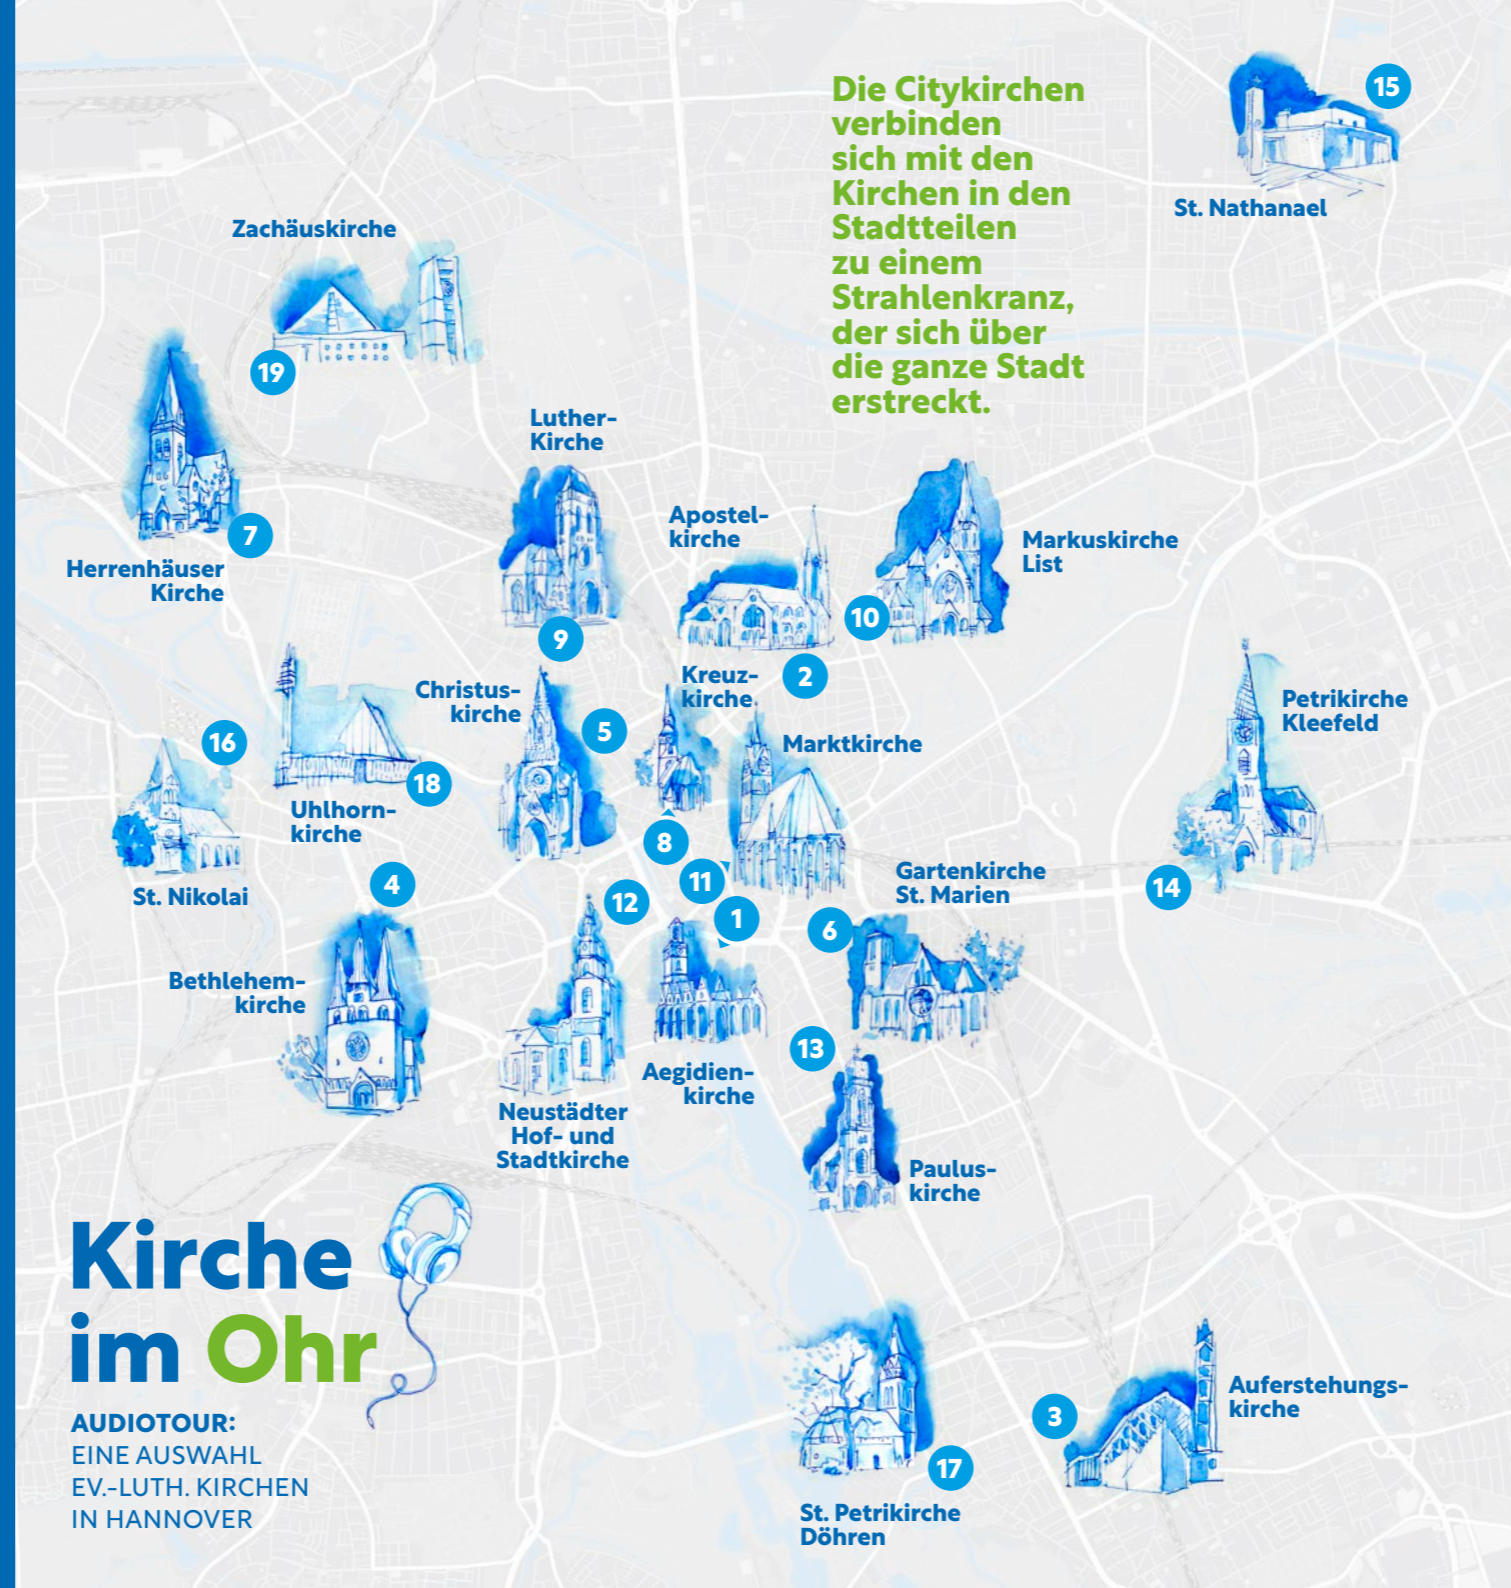 Die Citykirchen
verbinden
sich mit den
Kirchen in den
Stadtteilen
zu einem
Strahlenkranz,
der sich über
die ganze Stadt
erstreckt.
15
St. Nathanael
Zachäuskirche
19
Luther-
Kirche
9
7
Herrenhäuser
Kirche
Apostel-
kirche
2
10
Markuskirche
List
Christus-
kirche
5
Kreuz-
kirche
8
Marktkirche
11
Petrikirche
Kleefeld
14
16
St. Nikolai
18
Uhlhorn-
kirche
4
Bethlehem-
kirche
12
Neustädter
Hof- und
Stadtkirche
1
Aegidien-
kirche
6
Gartenkirche
St. Marien
13
Paulus-
kirche
Kirche
im Ohr
AUDIOTOUR:
EINE AUSWAHL
EV.-LUTH. KIRCHEN
IN HANNOVER
17
St. Petrikirche
Döhren
3
Auferstehungs-
kirche